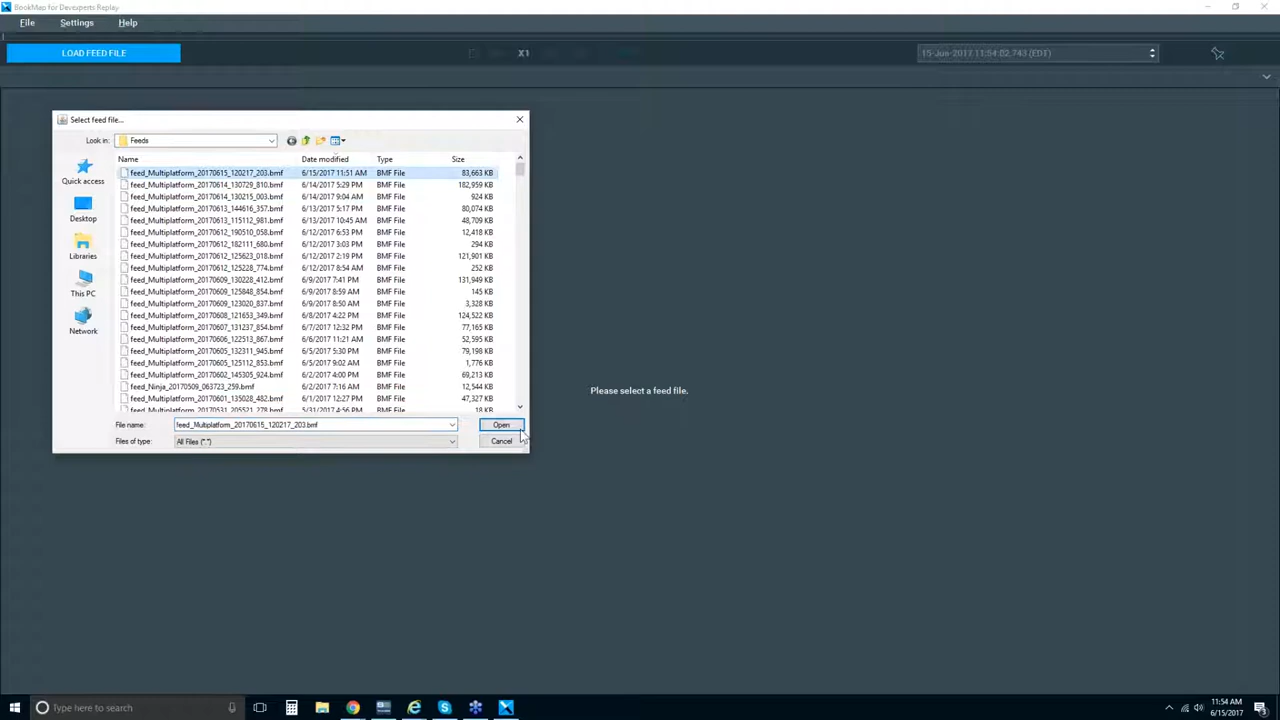 BookMap for Devexperts Replay
File Settings Help
LOAD FEED FILE X1 15-Jun-2017 11:54:02,743 (EDT)
Select feed file...
Look in: Feeds
Name Date modified Type Size
feed_Multiplatform_20170615_120217_203.bmf 6/15/2017 11:51 AM BMF File 83,663 KB
feed_Multiplatform_20170614_130729_810.bmf 6/14/2017 5:29 PM BMF File 182,959 KB
feed_Multiplatform_20170614_130215_003.bmf 6/14/2017 9:04 AM BMF File 924 KB
feed_Multiplatform_20170613_144616_357.bmf 6/13/2017 5:17 PM BMF File 80,074 KB
feed_Multiplatform_20170613_115112_981.bmf 6/13/2017 10:45 AM BMF File 48,709 KB
feed_Multiplatform_20170612_190510_058.bmf 6/12/2017 6:53 PM BMF File 12,418 KB
feed_Multiplatform_20170612_182111_680.bmf 6/12/2017 3:03 PM BMF File 294 KB
feed_Multiplatform_20170612_125623_018.bmf 6/12/2017 2:19 PM BMF File 121,901 KB
feed_Multiplatform_20170612_125228_774.bmf 6/12/2017 8:54 AM BMF File 252 KB
feed_Multiplatform_20170609_130228_412.bmf 6/9/2017 7:41 PM BMF File 131,949 KB
feed_Multiplatform_20170609_125848_854.bmf 6/9/2017 8:59 AM BMF File 145 KB
feed_Multiplatform_20170609_123020_837.bmf 6/9/2017 8:50 AM BMF File 3,328 KB
feed_Multiplatform_20170608_121653_349.bmf 6/8/2017 4:22 PM BMF File 124,522 KB
feed_Multiplatform_20170607_131237_854.bmf 6/7/2017 12:32 PM BMF File 77,165 KB
feed_Multiplatform_20170606_122513_867.bmf 6/6/2017 11:39 AM BMF File 52,595 KB
feed_Multiplatform_20170605_132311_945.bmf 6/5/2017 5:30 PM BMF File 79,198 KB
feed_Multiplatform_20170605_125112_853.bmf 6/5/2017 9:02 AM BMF File 1,776 KB
feed_Multiplatform_20170602_145305_924.bmf 6/2/2017 4:00 PM BMF File 69,213 KB
feed_Ninja_20170509_063723_259.bmf 6/2/2017 7:16 AM BMF File 12,544 KB
feed_Multiplatform_20170601_135028_482.bmf 6/1/2017 12:27 PM BMF File 47,327 KB
feed_Multiplatform_20170531_205521_278.bmf 5/31/2017 4:56 PM BMF File 18 KB
Quick access
Desktop
Libraries
This PC
Network
File name: feed_Multiplatform_20170615_120217_203.bmf Open
Files of type: All Files (*.*) Cancel
Please select a feed file.
Type here to search
11:54 AM
6/15/2017
3